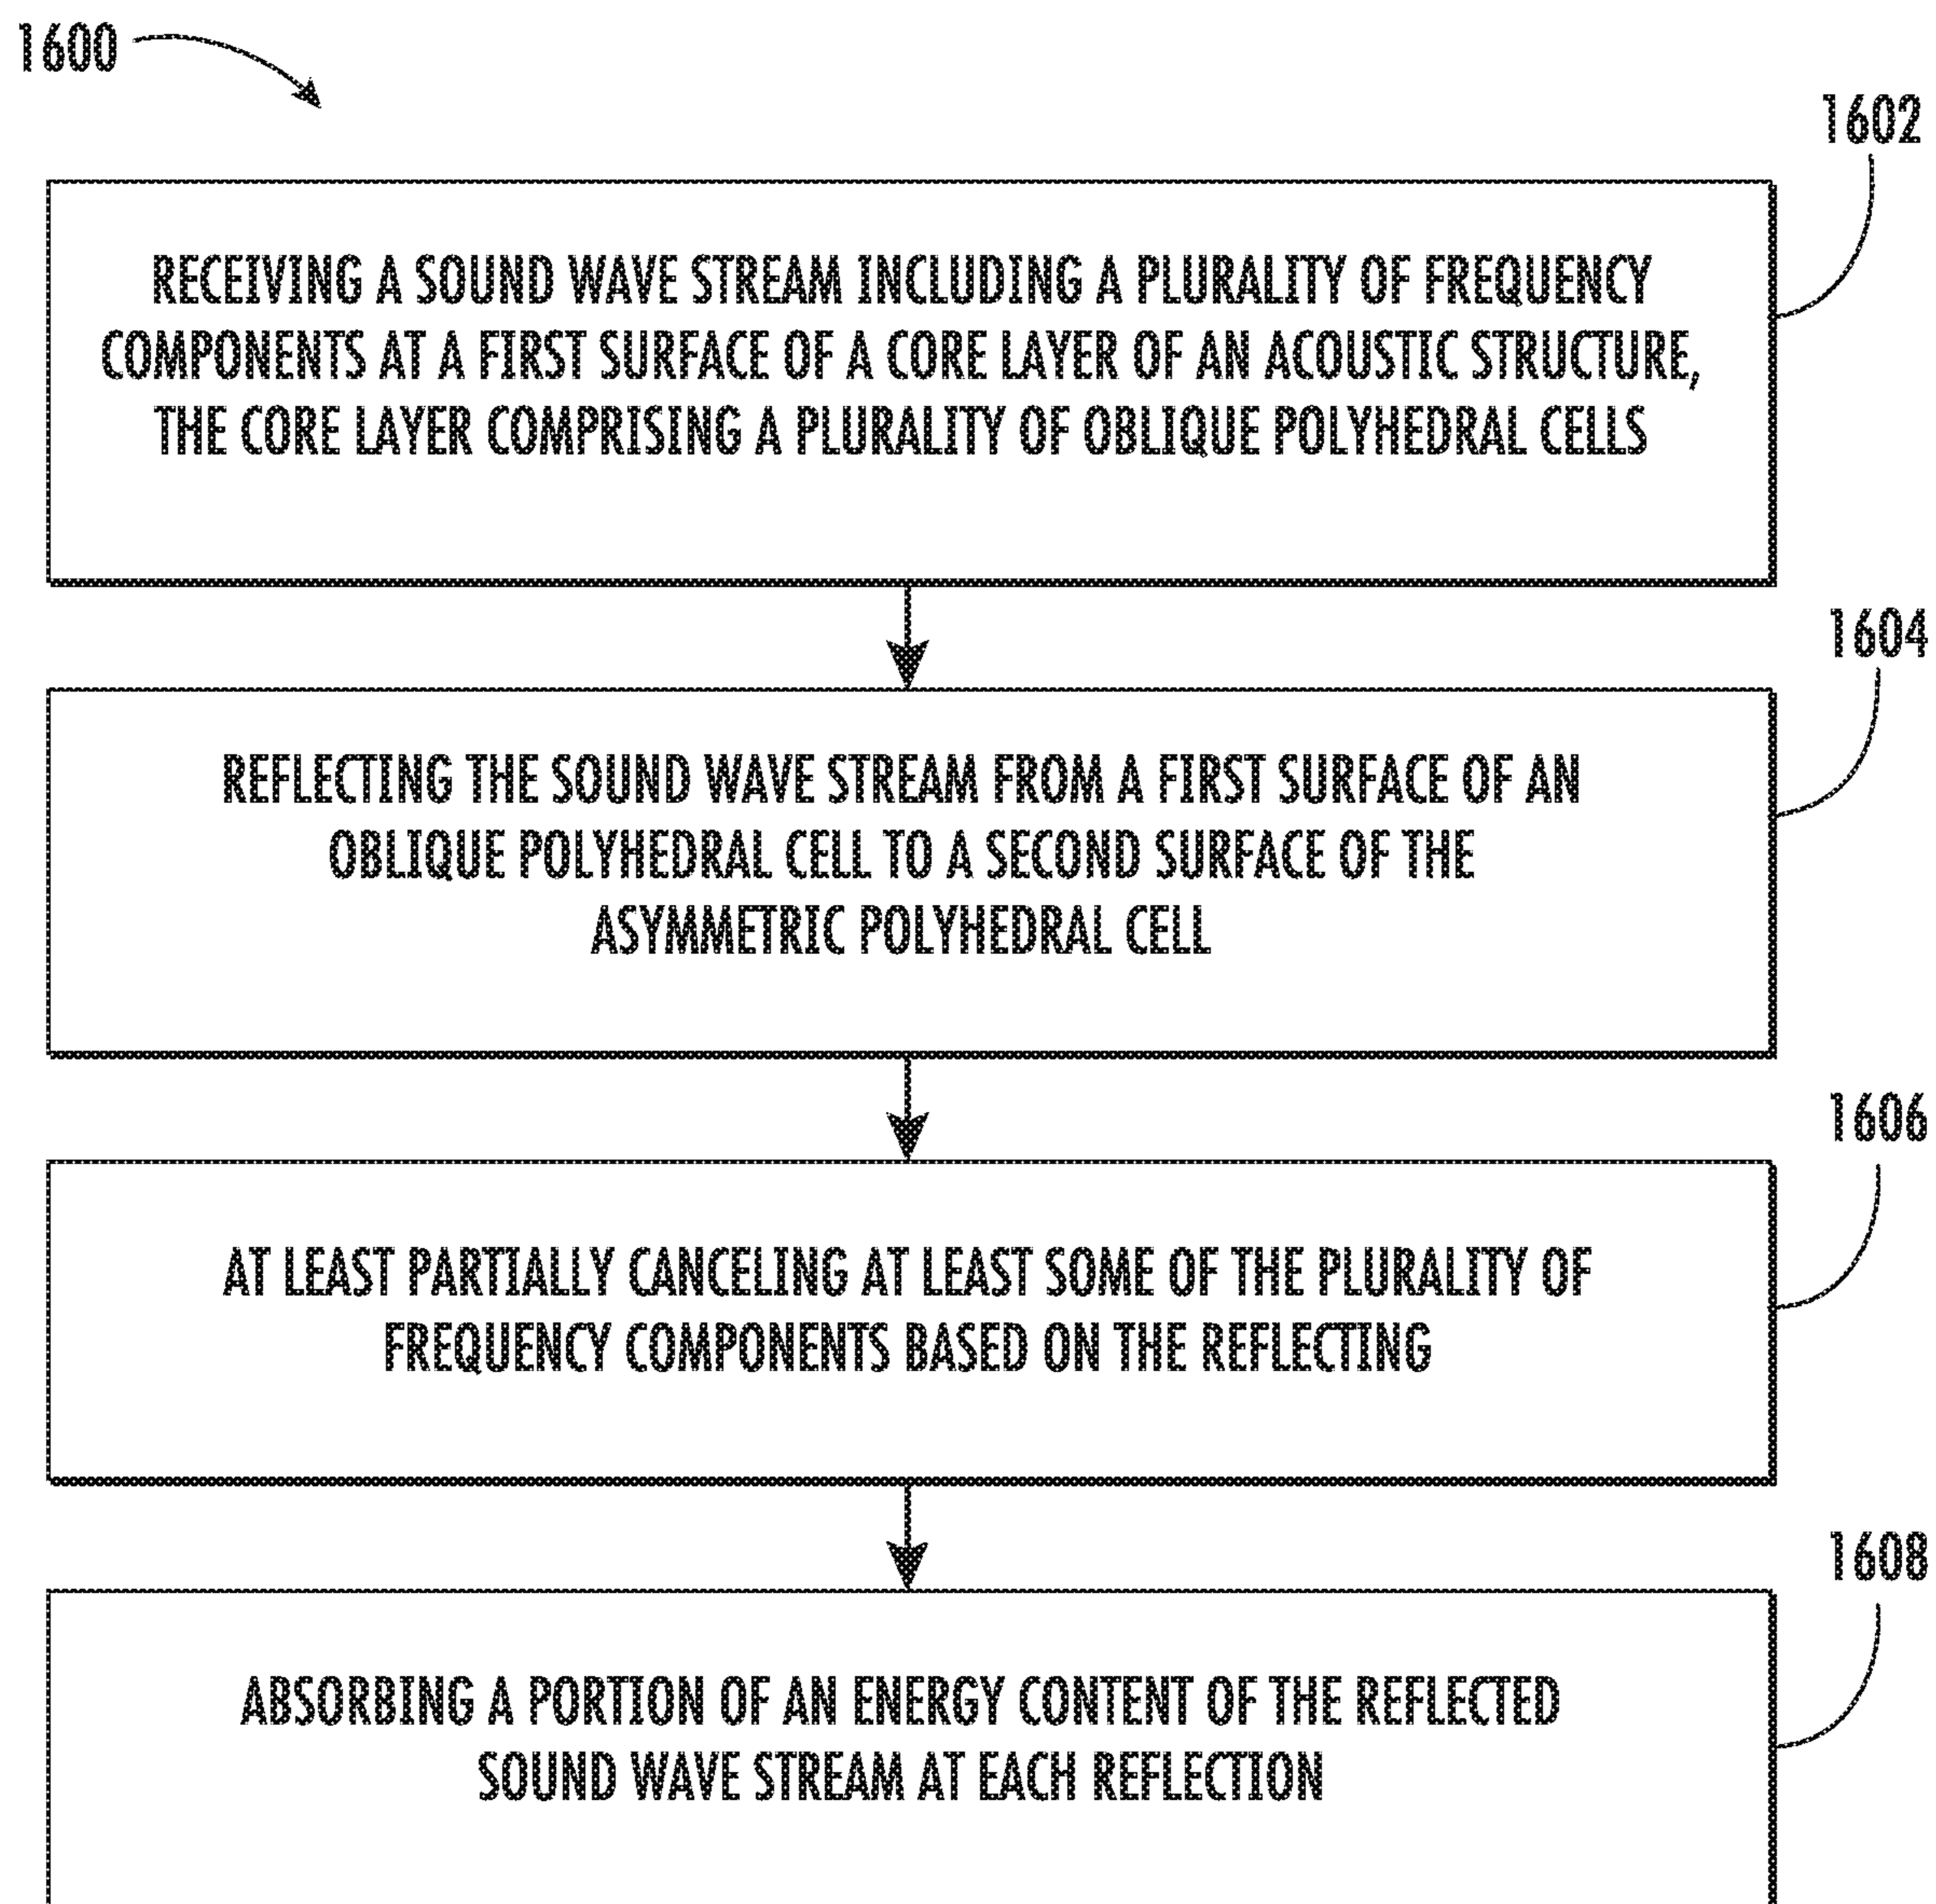 1600
1602
RECEIVING A SOUND WAVE STREAM INCLUDING A PLURALITY OF FREQUENCY
COMPONENTS AT A FIRST SURFACE OF A CORE LAYER OF AN ACOUSTIC STRUCTURE,
THE CORE LAYER COMPRISING A PLURALITY OF OBLIQUE POLYHEDRAL CELLS
1604
REFLECTING THE SOUND WAVE STREAM FROM A FIRST SURFACE OF AN
OBLIQUE POLYHEDRAL CELL TO A SECOND SURFACE OF THE
ASYMMETRIC POLYHEDRAL CELL
1606
AT LEAST PARTIALLY CANCELING AT LEAST SOME OF THE PLURALITY OF
FREQUENCY COMPONENTS BASED ON THE REFLECTING
1608
ABSORBING A PORTION OF AN ENERGY CONTENT OF THE REFLECTED
SOUND WAVE STREAM AT EACH REFLECTION